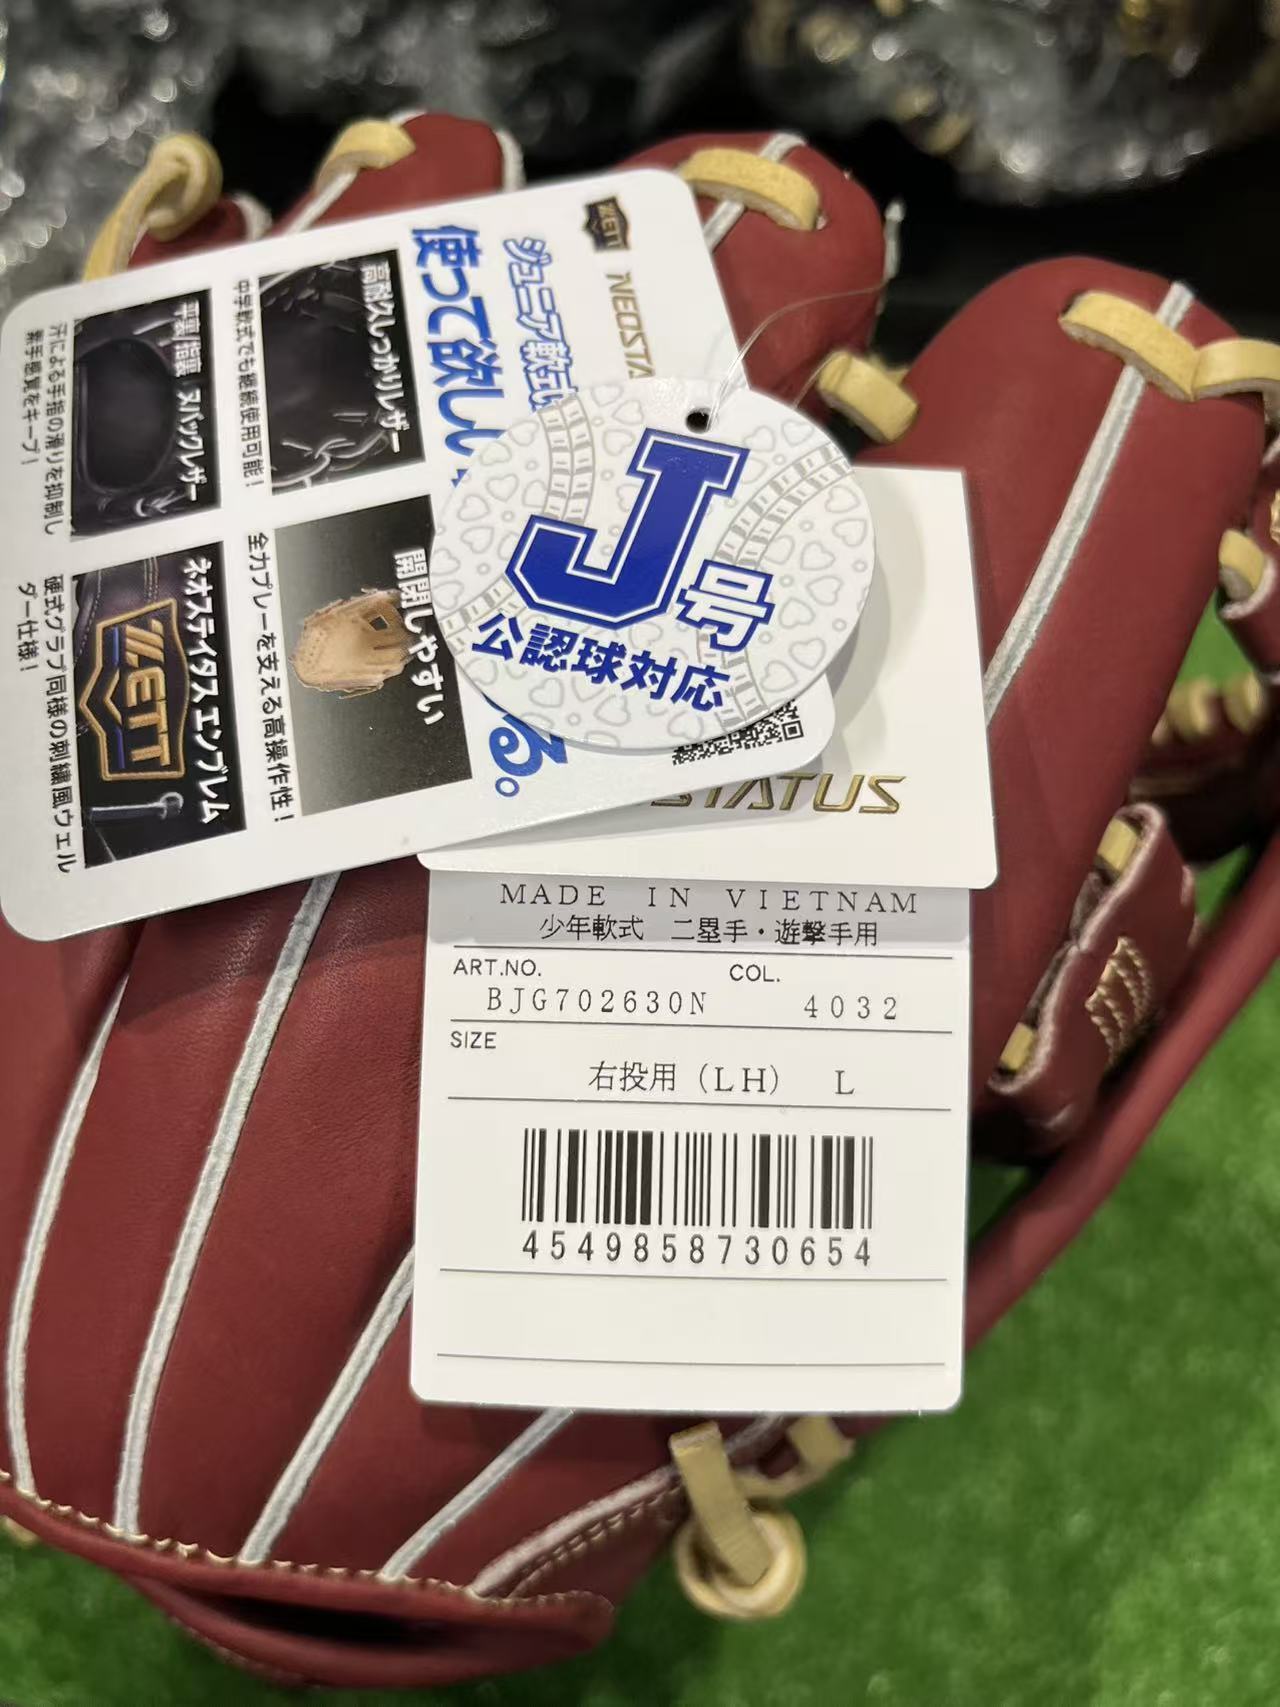 ZETT
NEOSTA
ジュニア軟式
使って欲し
る。
高耐久しっかりレザー
中学軟式でも継続使用可能！
平裏/指裏 ヌバックレザー
汗による手指の滑りを抑制し
素手感覚をキープ！
開閉しやすい
全力プレーを支える高操作性！
ネオステイタスエンブレム
ZETT
硬式グラブ同様の刺繍風ウェル
ダー仕様！
J号
公認球対応
STATUS
MADE IN VIETNAM
少年軟式 二塁手・遊撃手用
ART.NO. COL.
BJG702630N 4032
SIZE
右投用（LH） L
4549858730654